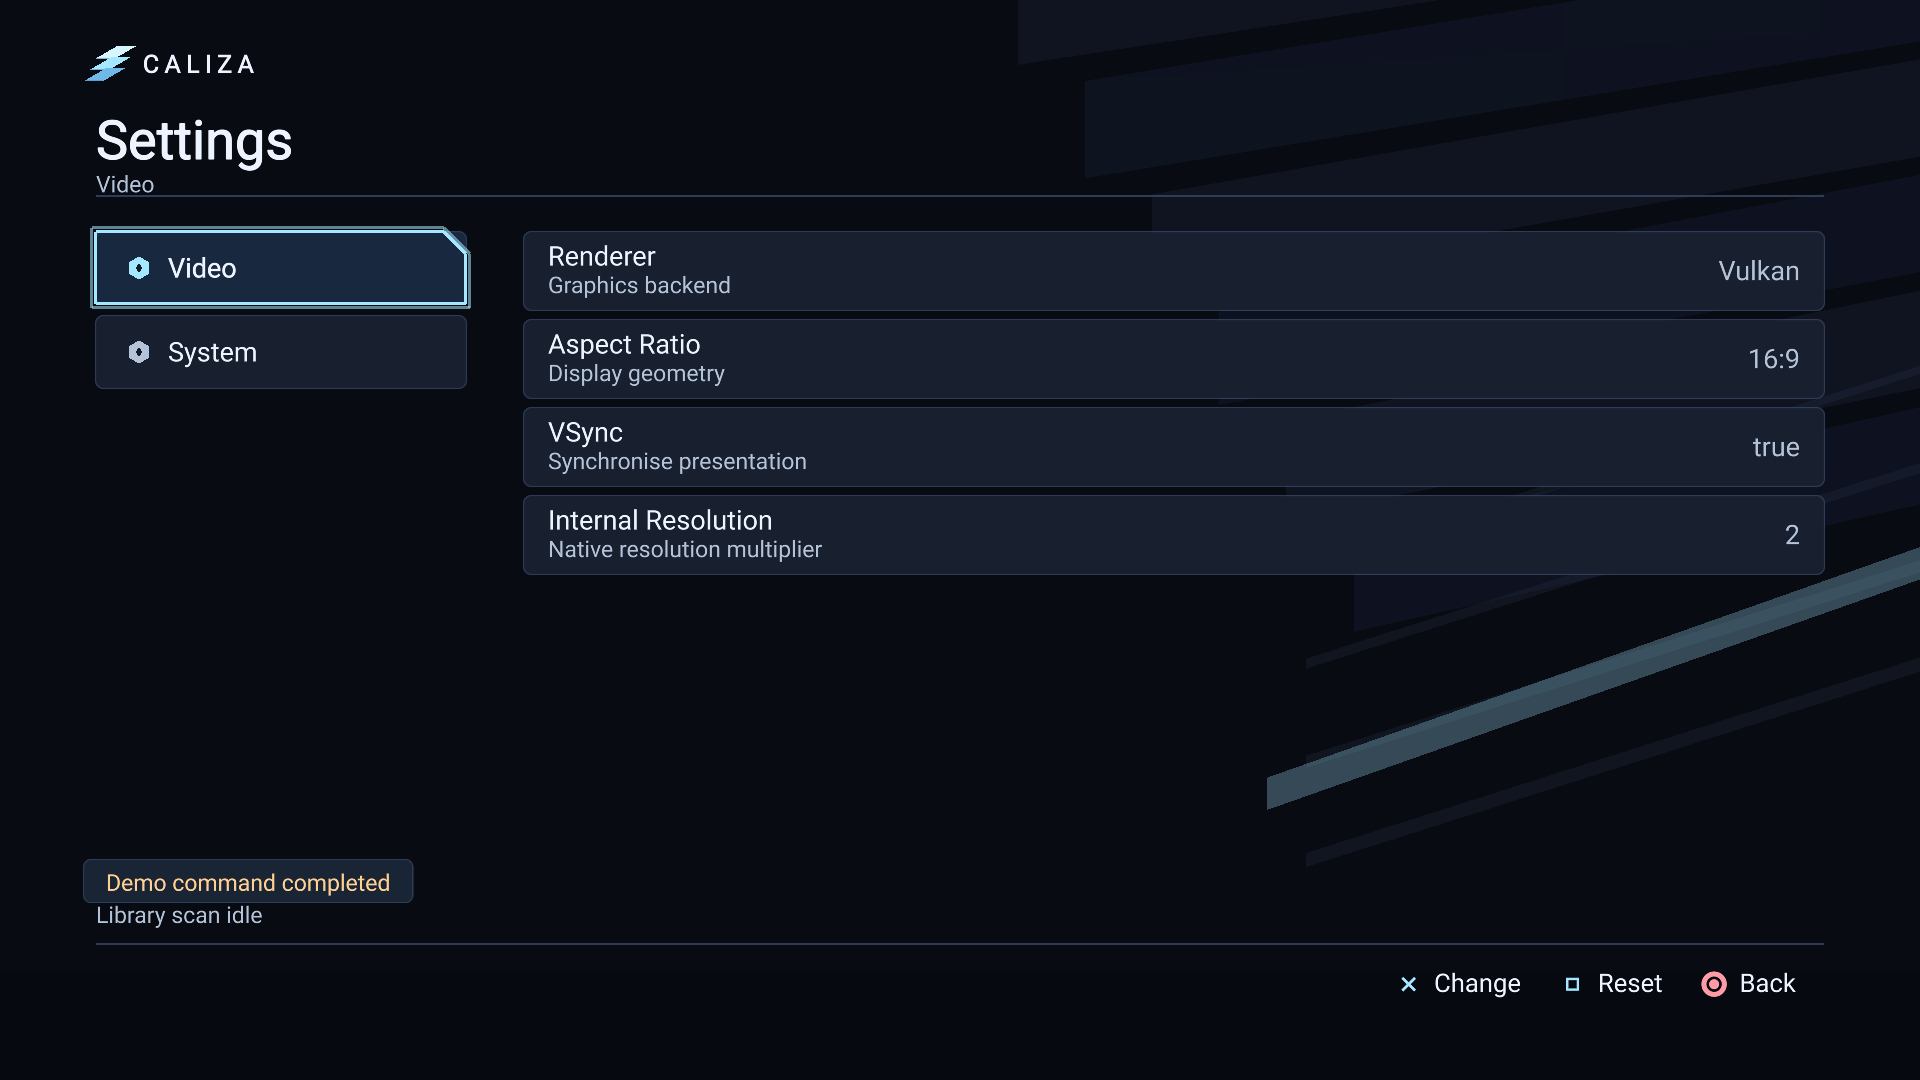 CALIZA
Settings
Video
Video
System
Renderer
Graphics backend
Vulkan
Aspect Ratio
Display geometry
16:9
VSync
Synchronise presentation
true
Internal Resolution
Native resolution multiplier
2
Demo command completed
Library scan idle
Change
Reset
Back